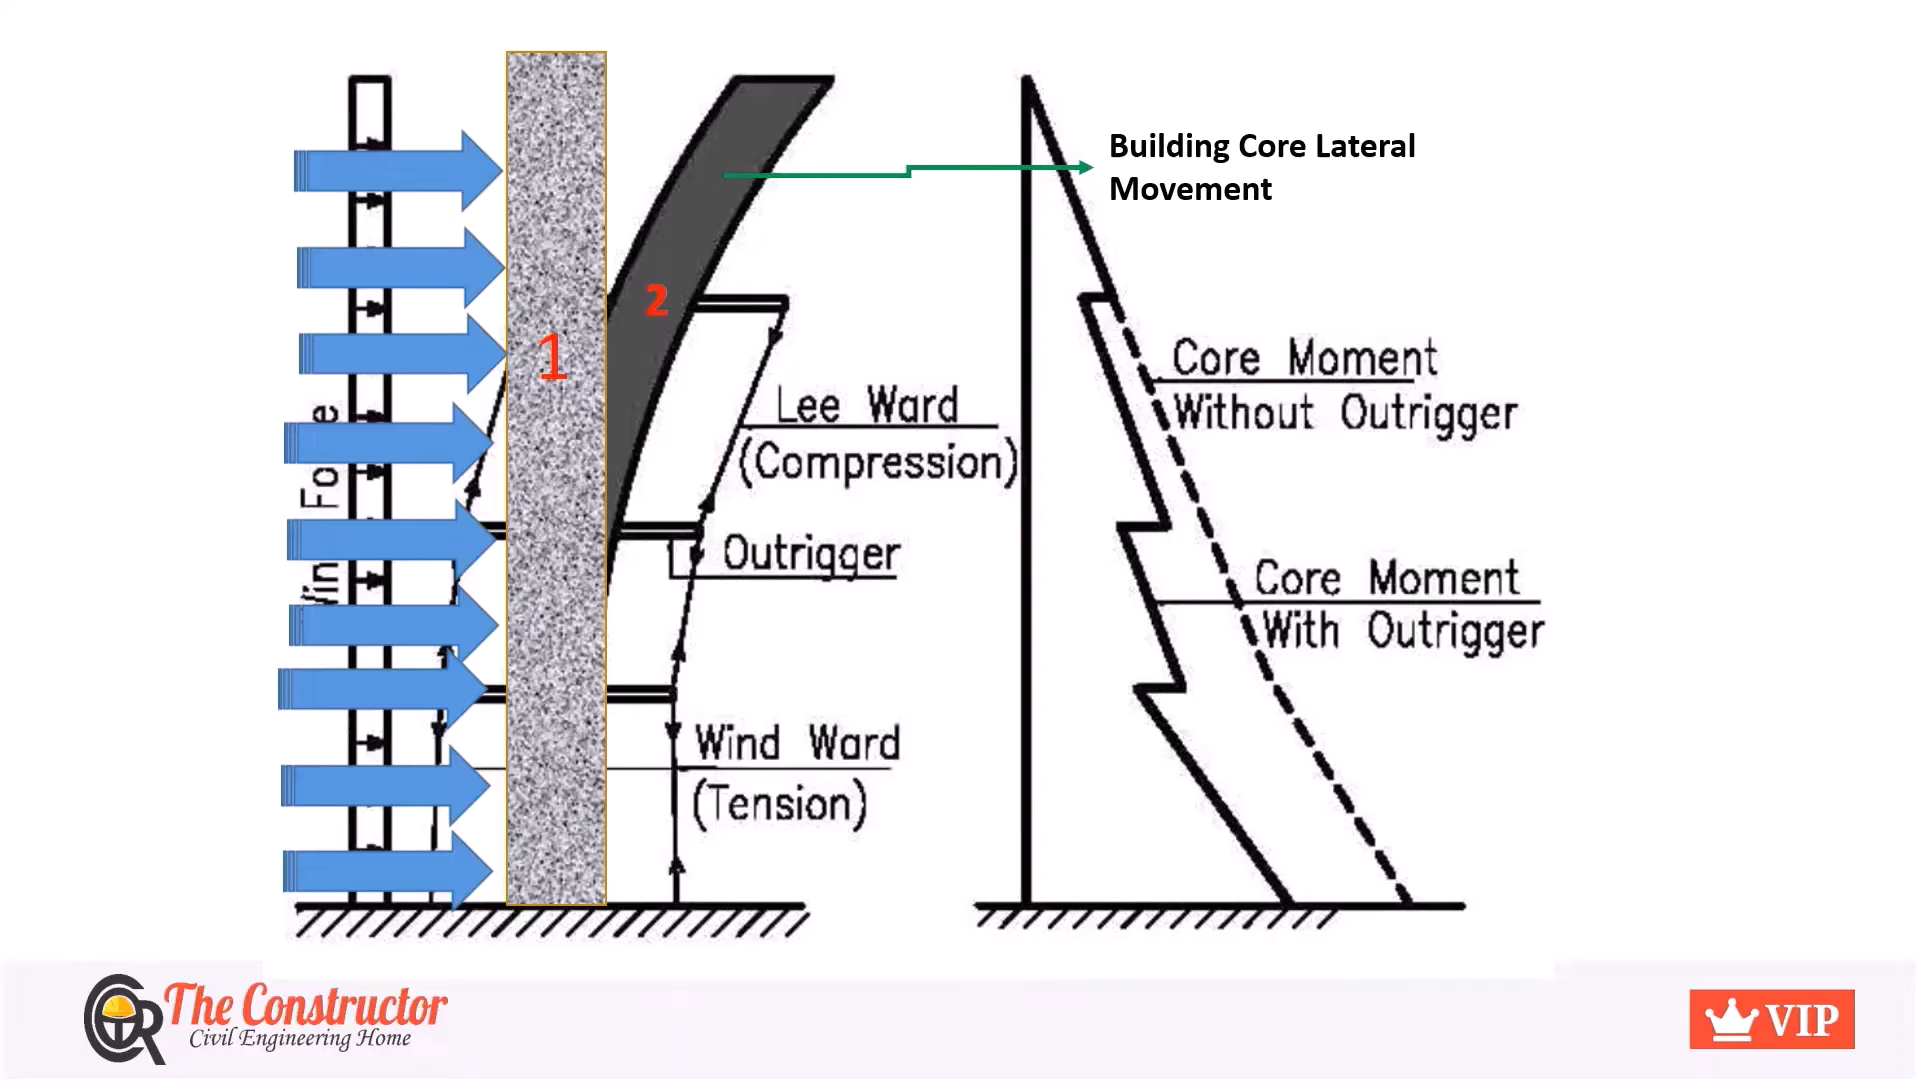 Building Core Lateral
Movement
1
2
Core Moment
Without Outrigger
Lee Ward
(Compression)
Outrigger
Core Moment
With Outrigger
Wind Ward
(Tension)
The Constructor
Civil Engineering Home
VIP